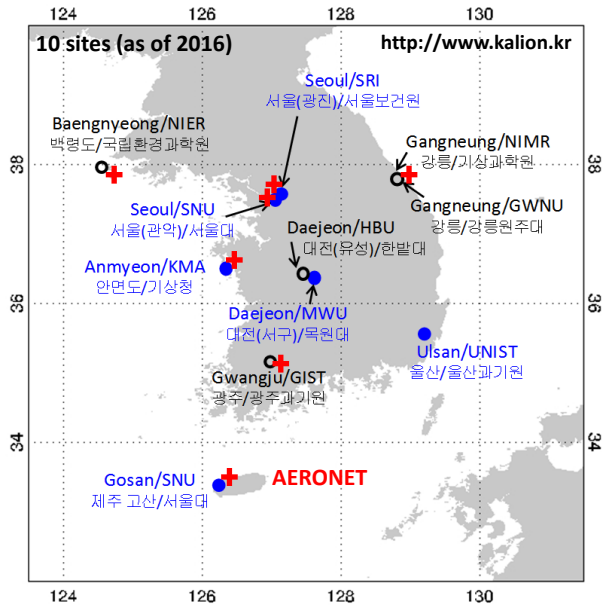 124
126
128
130
10 sites (as of 2016)
http://www.kalion.kr
Seoul/SRI
서울(광진)/서울보건원
Baengnyeong/NIER
백령도/국립환경과학원
Gangneung/NIMR
강릉/기상과학원
38
38
Gangneung/GWNU
강릉/강릉원주대
Seoul/SNU
서울(관악)/서울대
Daejeon/HBU
대전(유성)/한밭대
Anmyeon/KMA
안면도/기상청
36
36
Daejeon/MWU
대전(서구)/목원대
Ulsan/UNIST
울산/울산과기원
Gwangju/GIST
광주/광주과기원
34
34
Gosan/SNU
제주 고산/서울대
AERONET
124
126
128
130